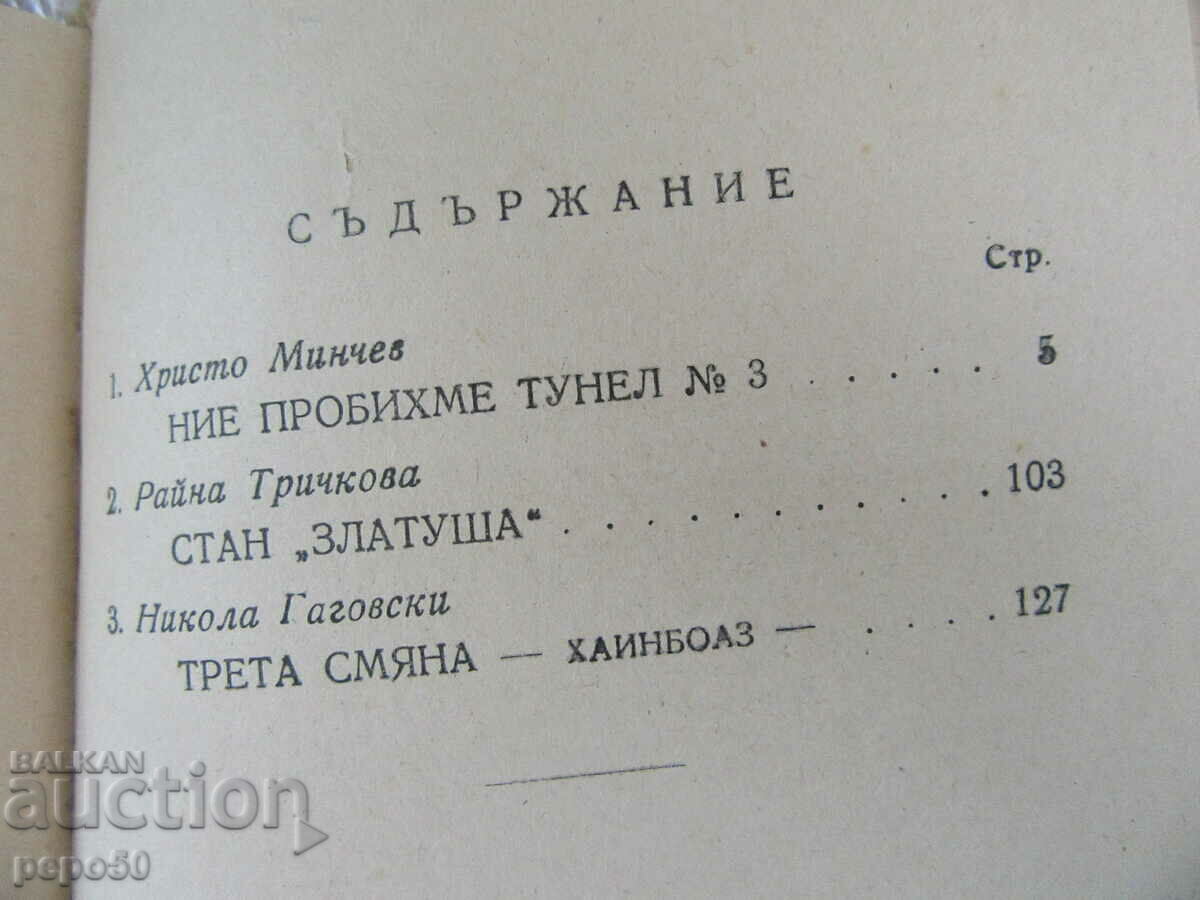 СЪДЪРЖАНИЕ
Стр.
1. Христо Минчев
НИЕ ПРОБИХМЕ ТУНЕЛ № 3 . . . . . 5
2. Райна Тричкова
СТАН „ЗЛАТУША“ . . . . . . . . . . . 103
3. Никола Гаговски
ТРЕТА СМЯНА — ХАИНБОАЗ — . . . . 127
BALKAN
auction
pepo50